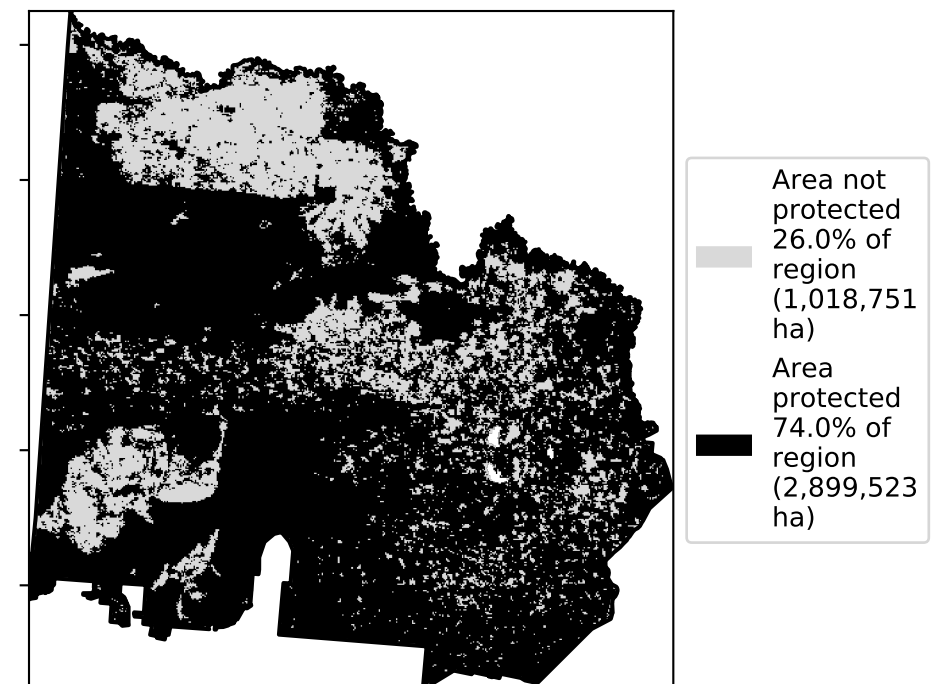 Area not
protected
26.0% of
region
(1,018,751
ha)
Area
protected
74.0% of
region
(2,899,523
ha)